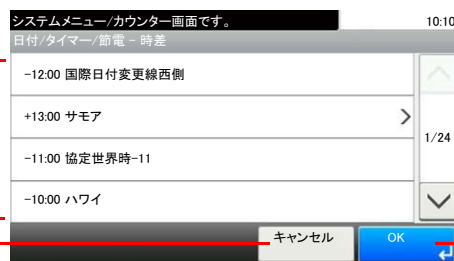 システムメニュー/カウンター画面です。
10:10
日付/タイマー/節電 - 時差
-12:00 国際日付変更線西側
+13:00 サモア
1/24
-11:00 協定世界時-11
-10:00 ハワイ
キャンセル
OK